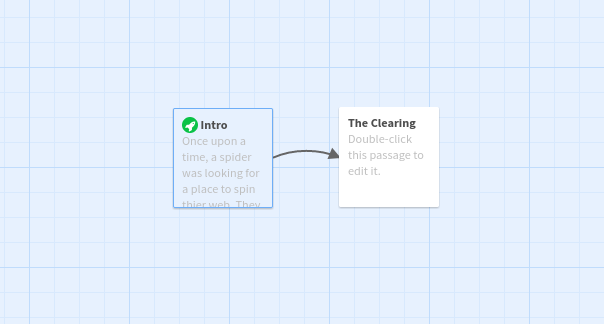 Intro
Once upon a
time, a spider
was looking for
a place to spin
thier web. They
The Clearing
Double-click
this passage to
edit it.